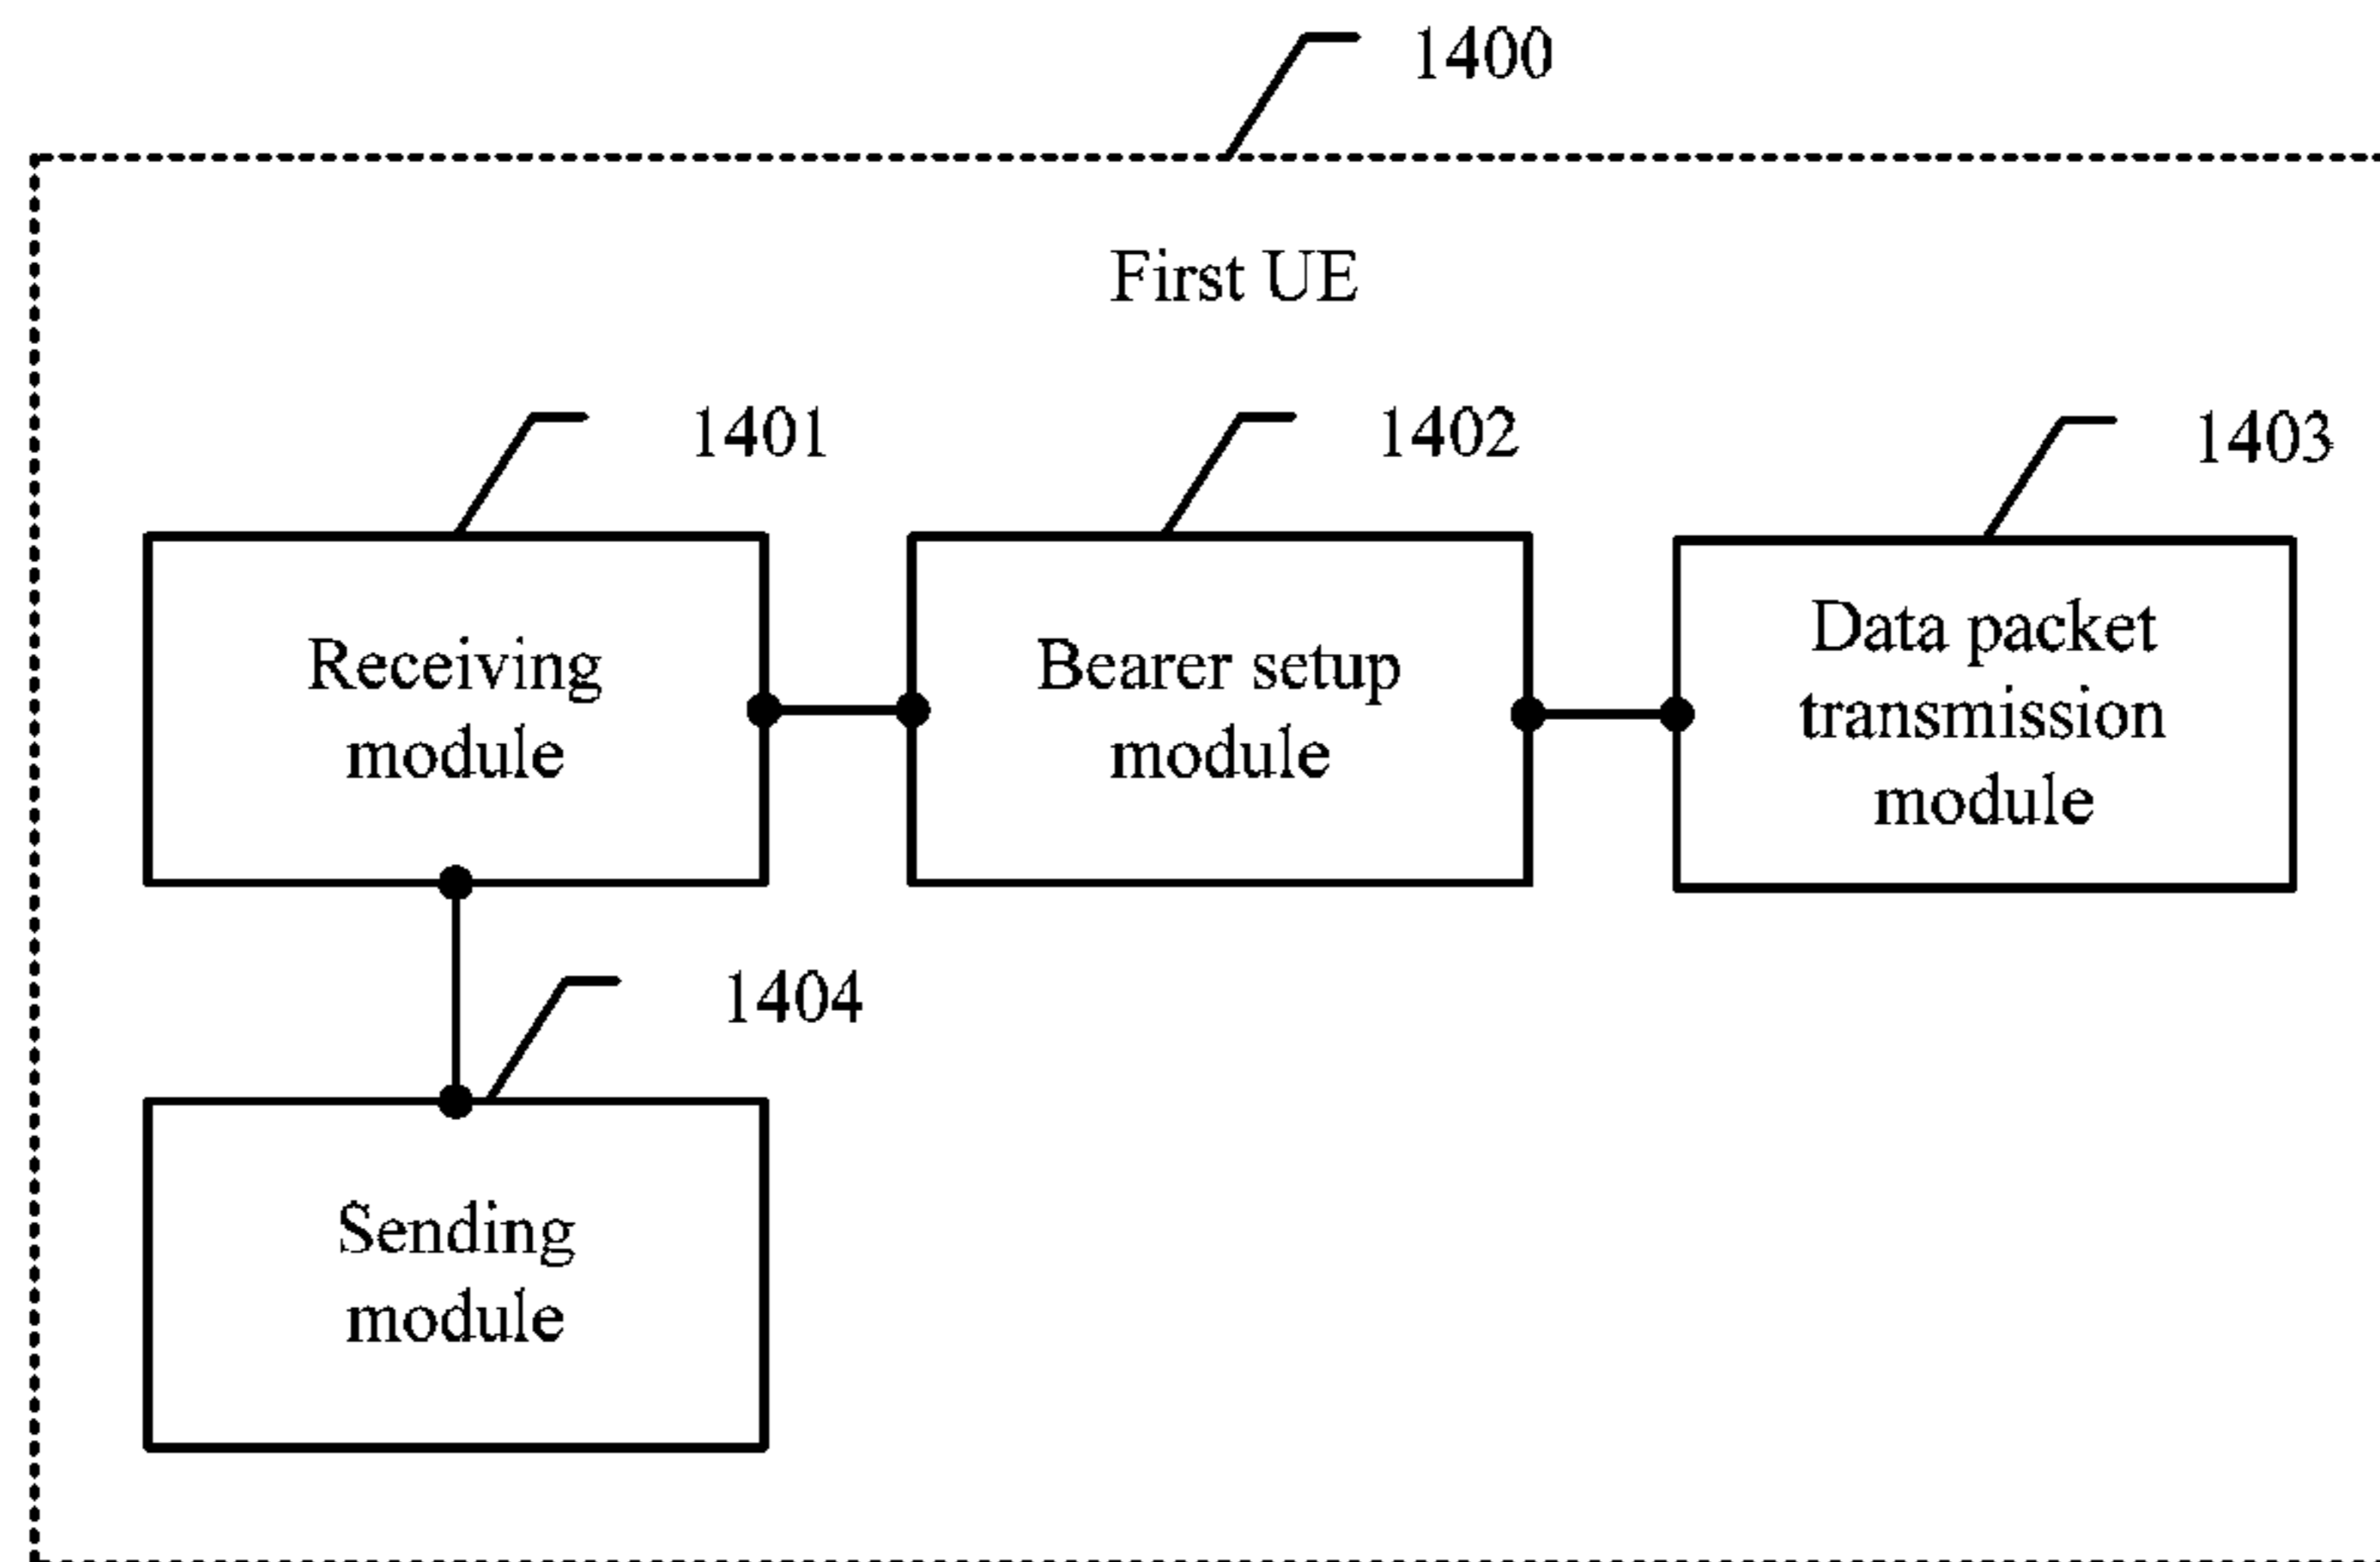 1400
First UE
1401
1402
1403
Receiving
module
Bearer setup
module
Data packet
transmission
module
1404
Sending
module